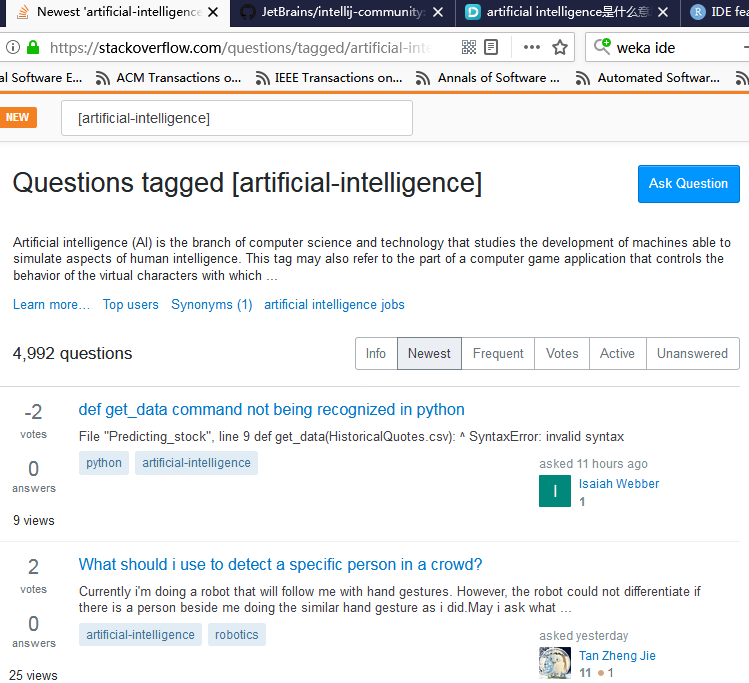 Newest 'artificial-intelligence
JetBrains/intellij-community:
artificial intelligence是什么意
IDE fea
https://stackoverflow.com/questions/tagged/artificial-inte
weka ide
al Software E...
ACM Transactions o...
IEEE Transactions on...
Annals of Software ...
Automated Softwar...
NEW
[artificial-intelligence]
Questions tagged [artificial-intelligence]
Ask Question
Artificial intelligence (AI) is the branch of computer science and technology that studies the development of machines able to
simulate aspects of human intelligence. This tag may also refer to the part of a computer game application that controls the
behavior of the virtual characters with which ...
Learn more... Top users Synonyms (1) artificial intelligence jobs
4,992 questions
Info Newest Frequent Votes Active Unanswered
-2
votes
0
answers
9 views
def get_data command not being recognized in python
File "Predicting_stock", line 9 def get_data(HistoricalQuotes.csv): ^ SyntaxError: invalid syntax
python artificial-intelligence
asked 11 hours ago
I
Isaiah Webber
1
2
votes
0
answers
25 views
What should i use to detect a specific person in a crowd?
Currently i'm doing a robot that will follow me with hand gestures. However, the robot could not differentiate if
there is a person beside me doing the similar hand gesture as i did.May i ask what ...
artificial-intelligence robotics
asked yesterday
Tan Zheng Jie
11 ● 1